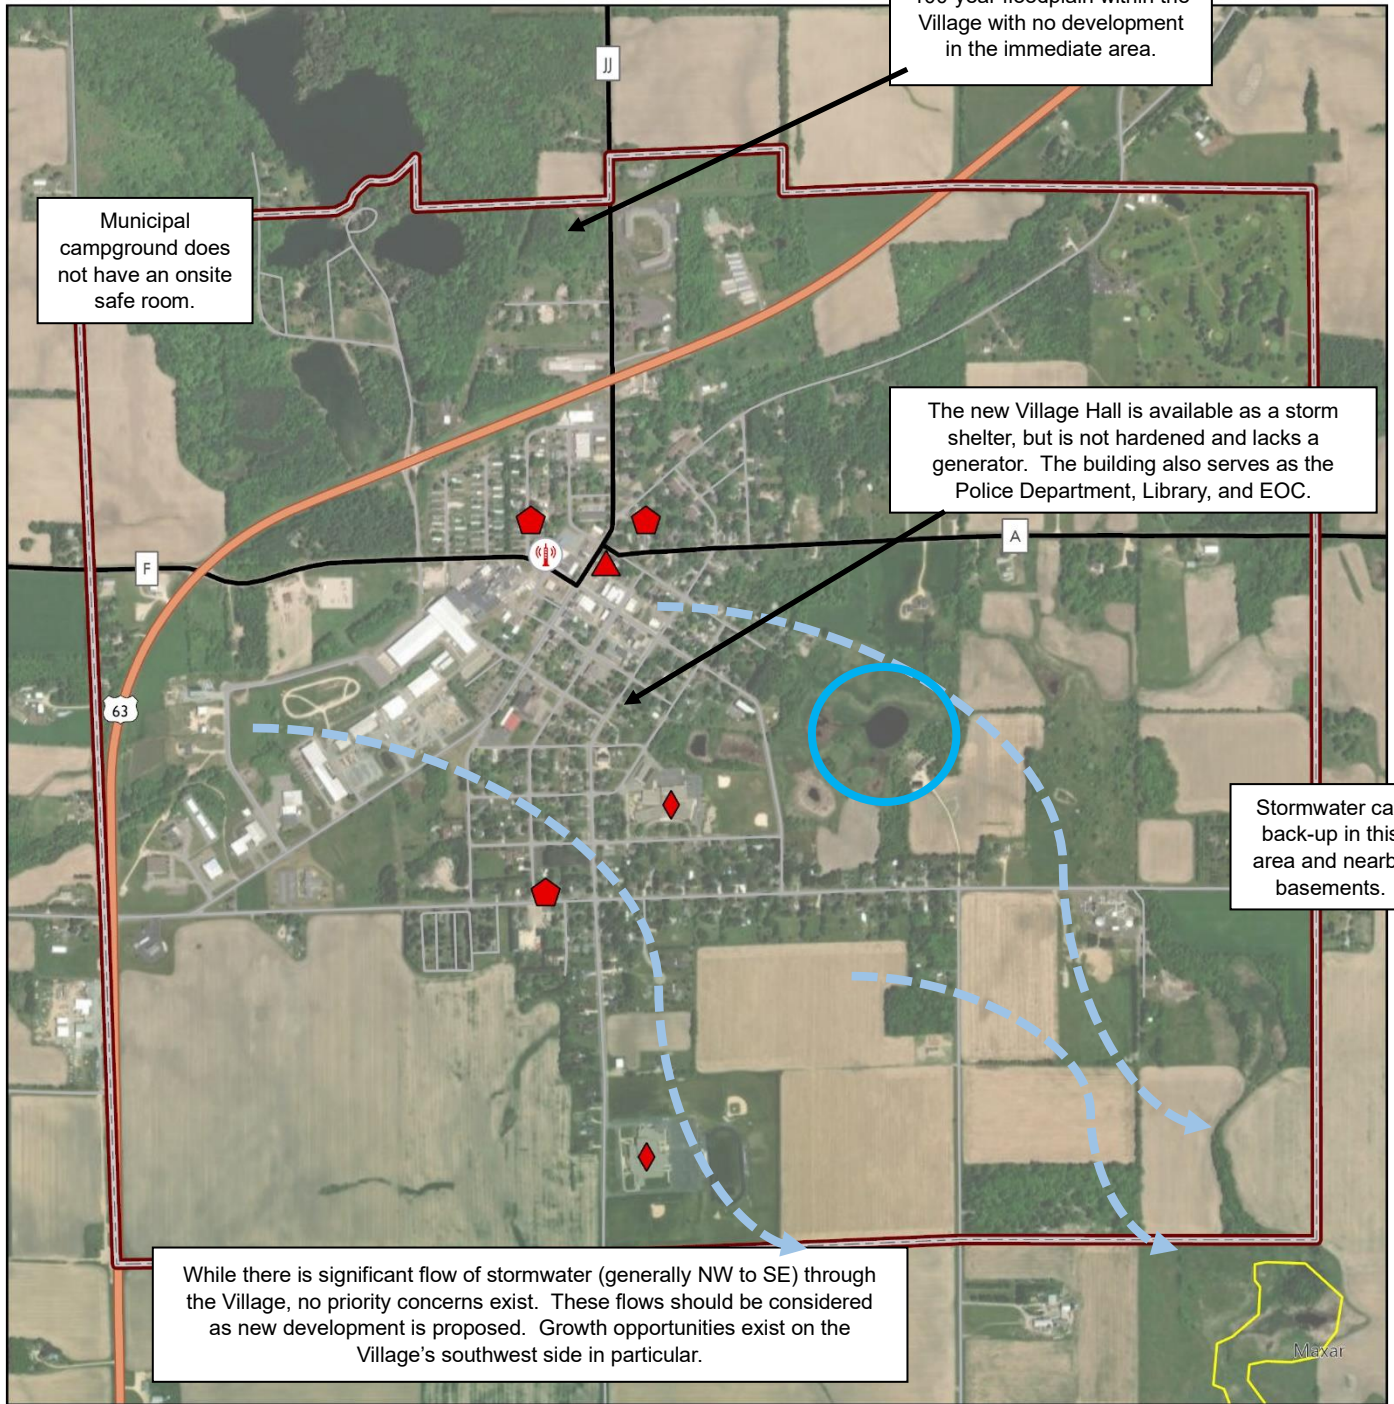 Village with no development
in the immediate area.
JJ
Municipal
campground does
not have an onsite
safe room.
The new Village Hall is available as a storm
shelter, but is not hardened and lacks a
generator. The building also serves as the
Police Department, Library, and EOC.
A
F
63
Stormwater ca
back-up in this
area and nearb
basements.
While there is significant flow of stormwater (generally NW to SE) through
the Village, no priority concerns exist. These flows should be considered
as new development is proposed. Growth opportunities exist on the
Village's southwest side in particular.
Maxar